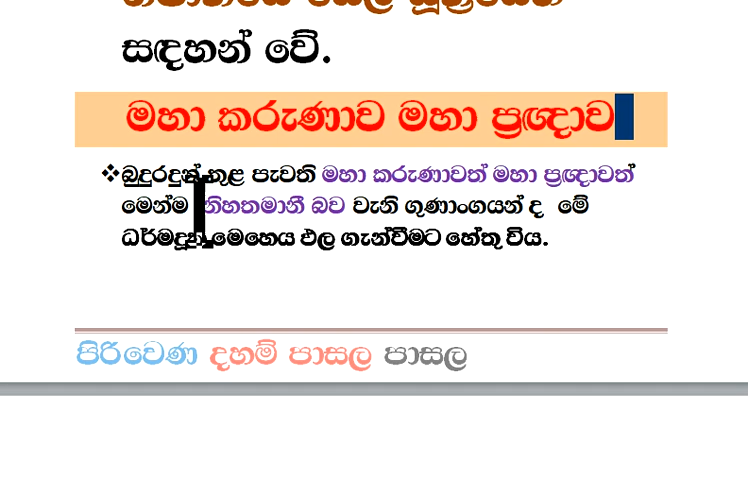 සඳහන් වේ.
මහා කරුණාව මහා ප්‍රඥාව
❖බුදුරදුන් තුළ පැවති මහා කරුණාවත් මහා ප්‍රඥාවත්
මෙන්ම නිහතමානී බව වැනි ගුණාංගයන් ද මේ
ධර්මදූත මෙහෙය ඵල ගැන්වීමට හේතු විය.
පිරිවෙණ දහම් පාසල පාසල